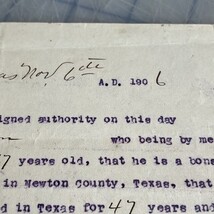 as Nov. 6th
A.D. 1906
igned authority on this day
who being by me
7 years old, that he is a bona
in Newton County, Texas, that
d in Texas for 47 years and